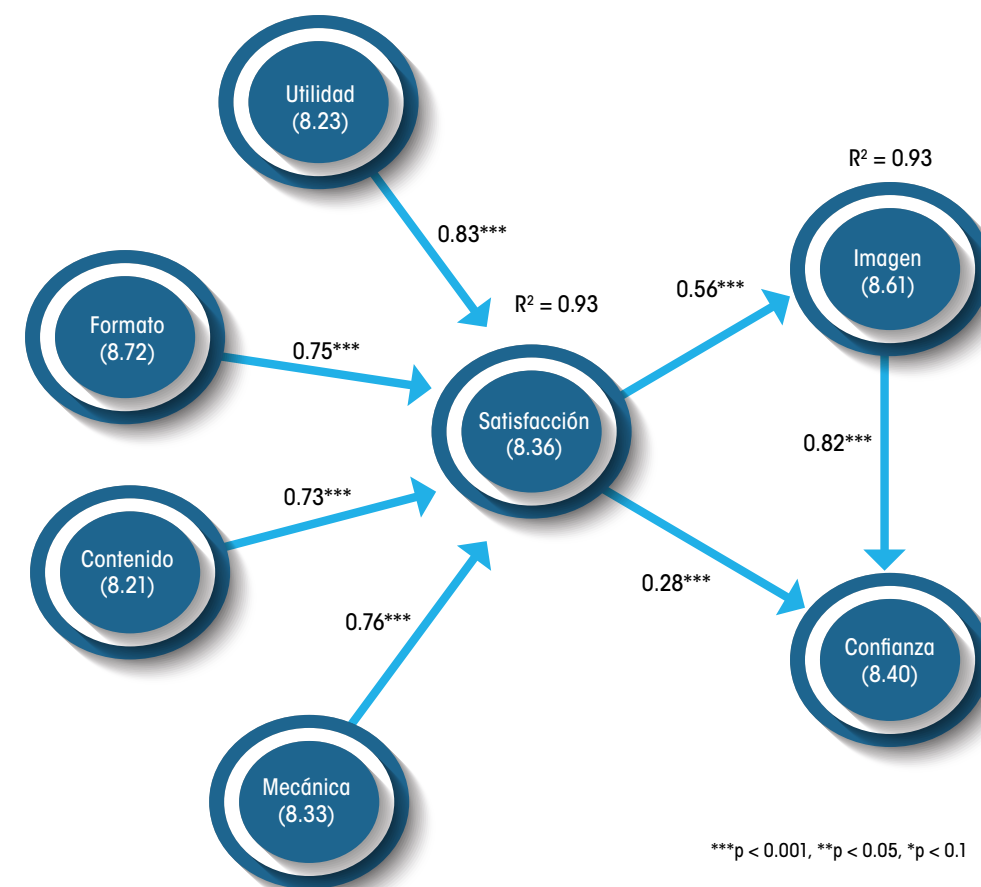 Utilidad
(8.23)
0.83***
R² = 0.93
Imagen
(8.61)
Formato
(8.72)
0.75***
R² = 0.93
0.56***
Satisfacción
(8.36)
0.82***
Contenido
(8.21)
0.73***
0.28***
0.76***
Confianza
(8.40)
Mecánica
(8.33)
***p < 0.001, **p < 0.05, *p < 0.1